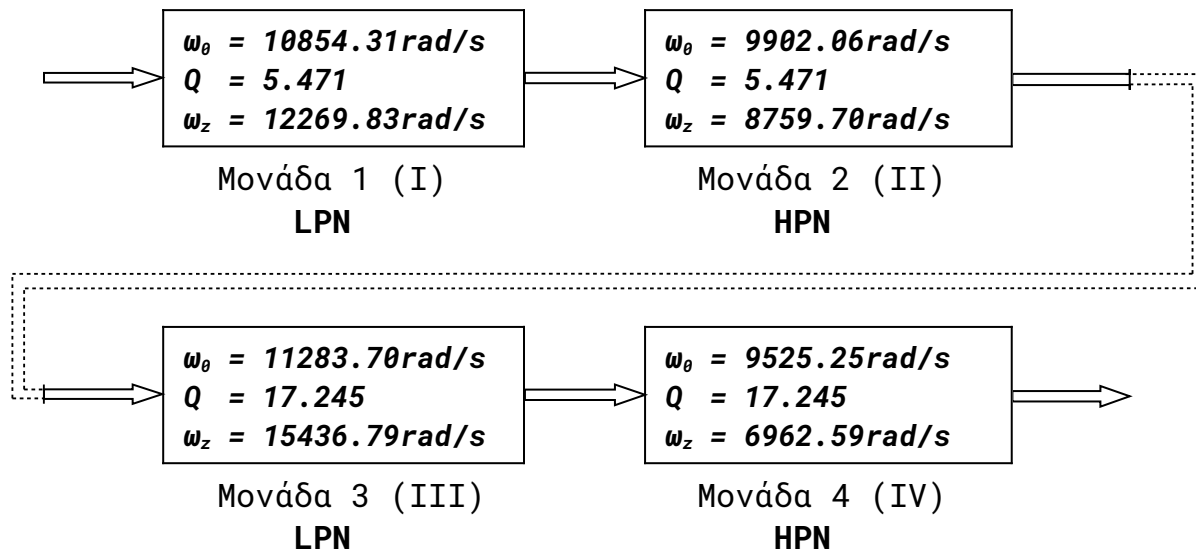 ω₀ = 10854.31rad/s
Q = 5.471
ω_z = 12269.83rad/s
Μονάδα 1 (I)
LPN
ω₀ = 9902.06rad/s
Q = 5.471
ω_z = 8759.70rad/s
Μονάδα 2 (II)
HPN
ω₀ = 11283.70rad/s
Q = 17.245
ω_z = 15436.79rad/s
Μονάδα 3 (III)
LPN
ω₀ = 9525.25rad/s
Q = 17.245
ω_z = 6962.59rad/s
Μονάδα 4 (IV)
HPN